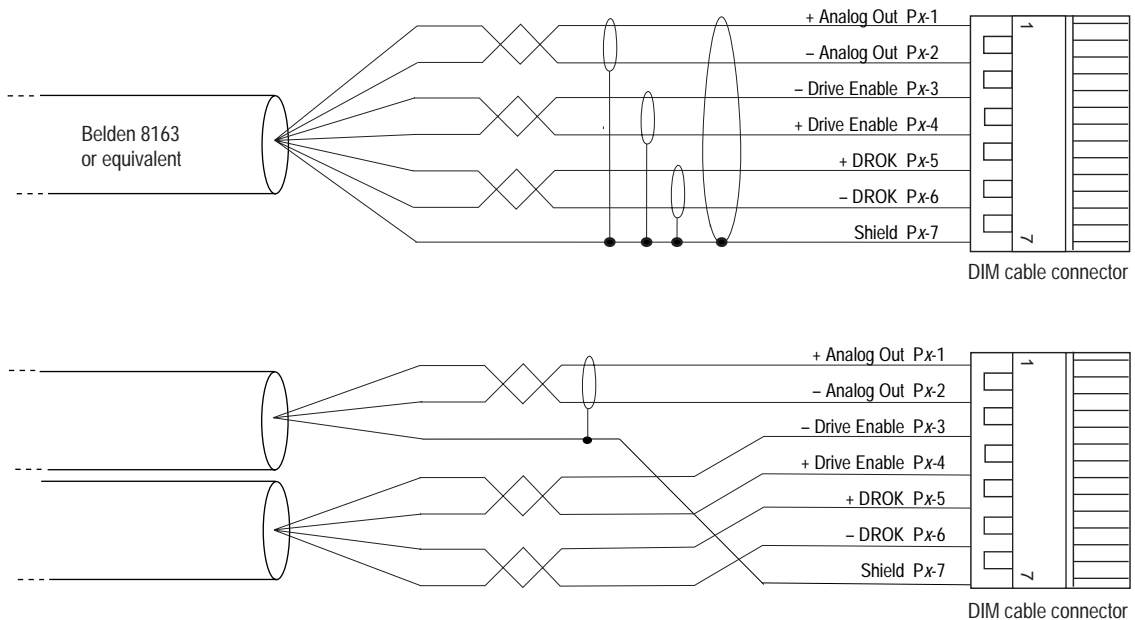 + Analog Out Px-1
– Analog Out Px-2
– Drive Enable Px-3
+ Drive Enable Px-4
+ DROK Px-5
– DROK Px-6
Shield Px-7
Belden 8163
or equivalent
1
7
DIM cable connector
+ Analog Out Px-1
– Analog Out Px-2
– Drive Enable Px-3
+ Drive Enable Px-4
+ DROK Px-5
– DROK Px-6
Shield Px-7
1
7
DIM cable connector